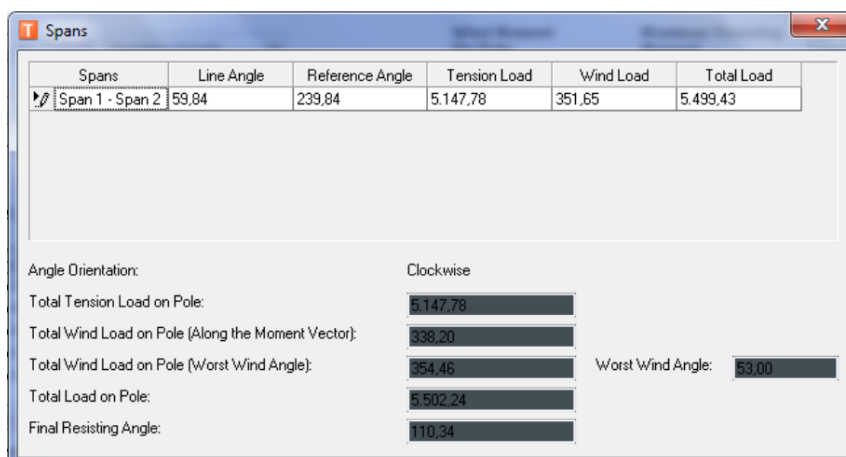 T Spans
Spans Line Angle Reference Angle Tension Load Wind Load Total Load
Span 1 - Span 2 59,84 239,84 5.147,78 351,65 5.499,43
Angle Orientation: Clockwise
Total Tension Load on Pole: 5.147,78
Total Wind Load on Pole (Along the Moment Vector): 338,20
Total Wind Load on Pole (Worst Wind Angle): 354,46 Worst Wind Angle: 53,00
Total Load on Pole: 5.502,24
Final Resisting Angle: 110,34